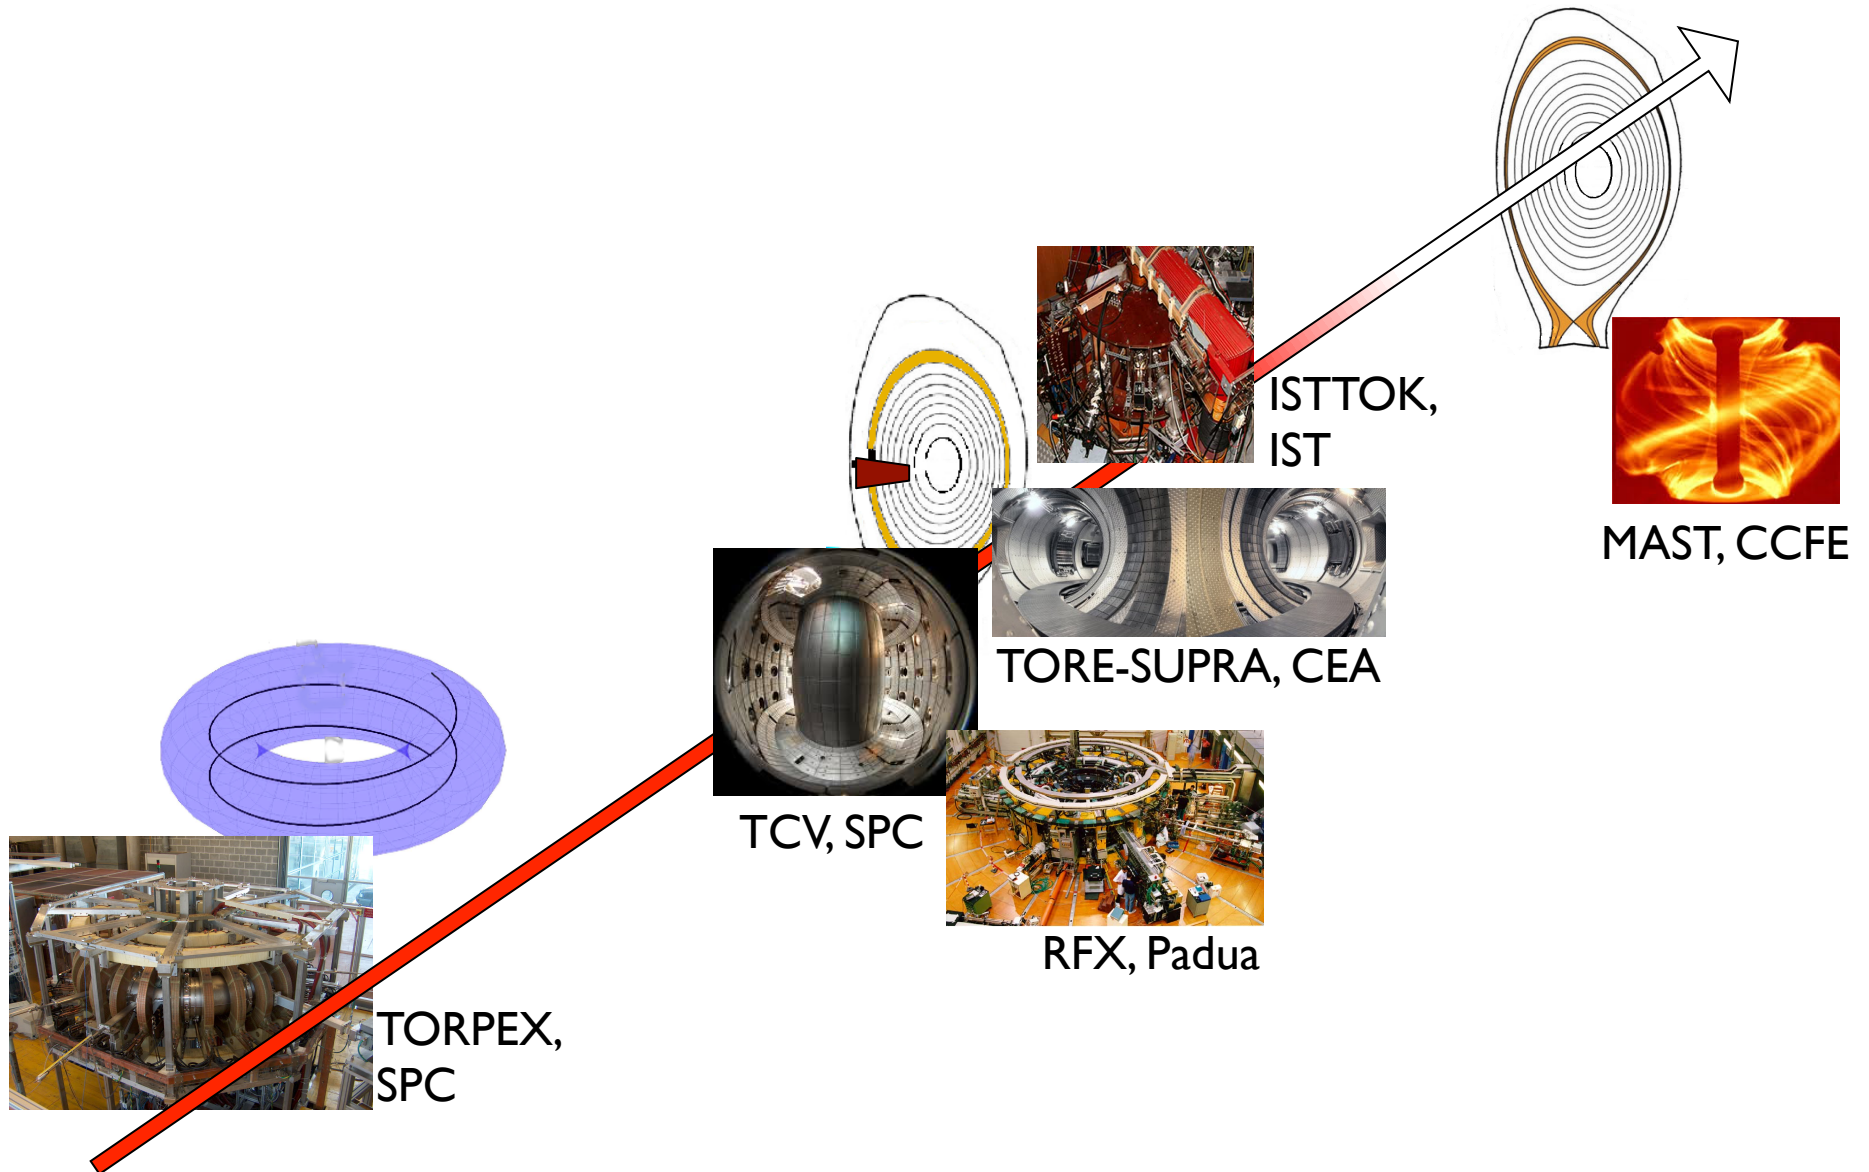 ISTTOK,
IST
MAST, CCFE
TORE-SUPRA, CEA
TCV, SPC
RFX, Padua
TORPEX,
SPC